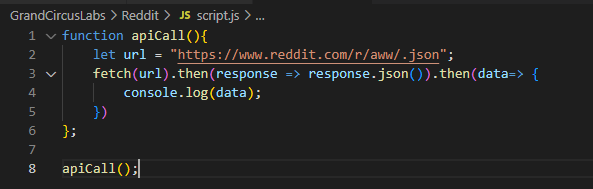 GrandCircusLabs > Reddit > JS script.js > ...
1 function apiCall(){
2 let url = "https://www.reddit.com/r/aww/.json";
3 fetch(url).then(response => response.json()).then(data=> {
4 console.log(data);
5 })
6 };
7
8 apiCall();